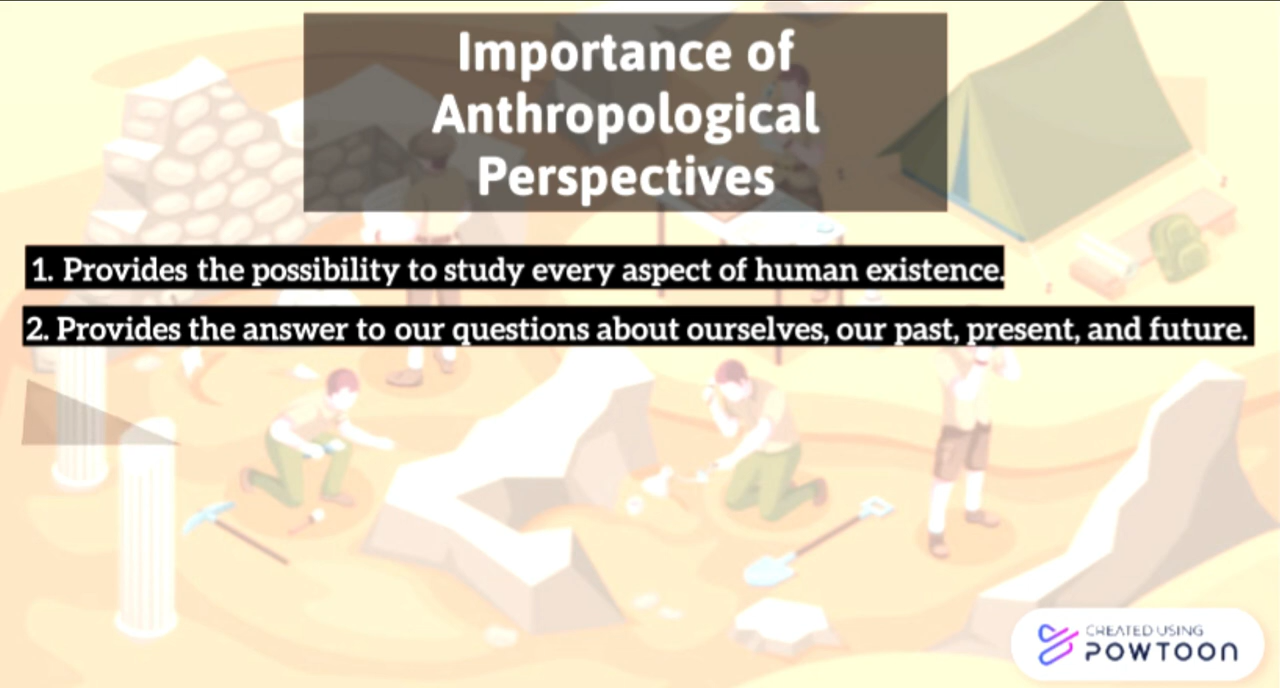 Importance of
Anthropological
Perspectives
1. Provides the possibility to study every aspect of human existence.
2. Provides the answer to our questions about ourselves, our past, present, and future.
CREATED USING
POWTOON